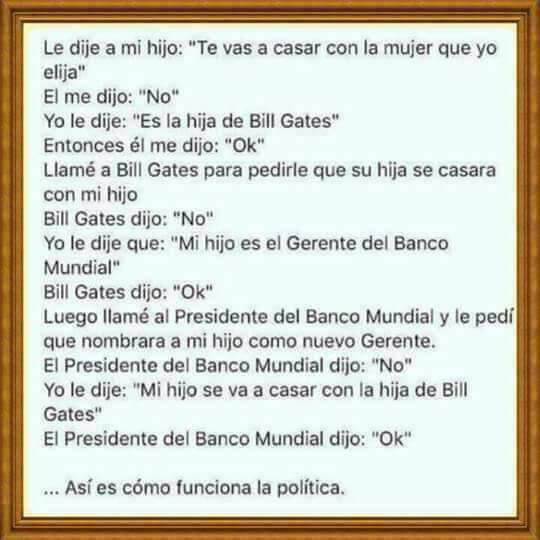 Le dije a mi hijo: "Te vas a casar con la mujer que yo
elija"
El me dijo: "No"
Yo le dije: "Es la hija de Bill Gates"
Entonces él me dijo: "Ok"
Llamé a Bill Gates para pedirle que su hija se casara
con mi hijo
Bill Gates dijo: "No"
Yo le dije que: "Mi hijo es el Gerente del Banco
Mundial"
Bill Gates dijo: "Ok"
Luego llamé al Presidente del Banco Mundial y le pedí
que nombrara a mi hijo como nuevo Gerente.
El Presidente del Banco Mundial dijo: "No"
Yo le dije: "Mi hijo se va a casar con la hija de Bill
Gates"
El Presidente del Banco Mundial dijo: "Ok"
... Así es cómo funciona la política.